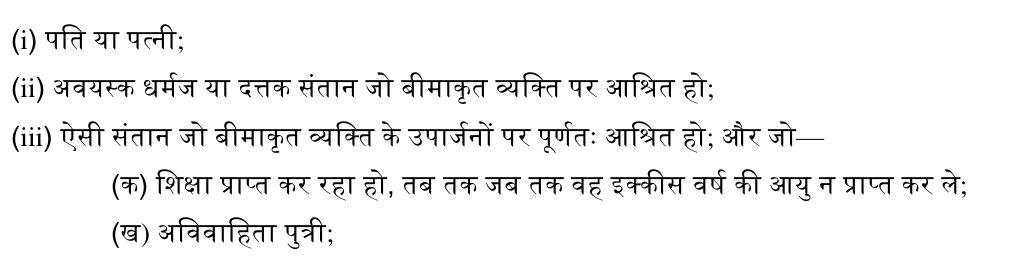 (i) पति या पत्नी;
(ii) अवयस्क धर्मज या दत्तक संतान जो बीमाकृत व्यक्ति पर आश्रित हो;
(iii) ऐसी संतान जो बीमाकृत व्यक्ति के उपार्जनों पर पूर्णतः आश्रित हो; और जो—
(क) शिक्षा प्राप्त कर रहा हो, तब तक जब तक वह इक्कीस वर्ष की आयु न प्राप्त कर ले;
(ख) अविवाहिता पुत्री;